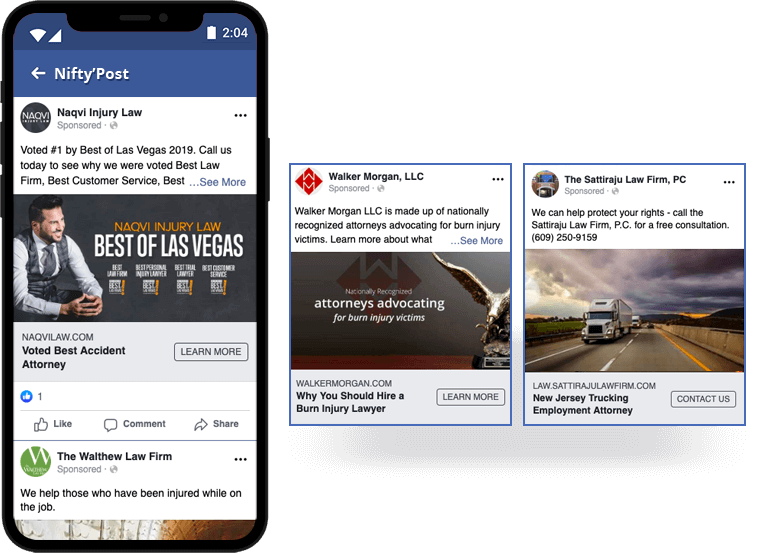 2:04
Nifty'Post
NAQVI
INJURY LAW
Naqvi Injury Law
Sponsored ·
Voted #1 by Best of Las Vegas 2019. Call us
today to see why we were voted Best Law
Firm, Best Customer Service, Best ...See More
NAQVI INJURY LAW
BEST OF LAS VEGAS
BEST LAW FIRM
BEST PERSONAL INJURY LAWYER
BEST TRIAL LAWYER
BEST CUSTOMER SERVICE
BEST
BEST
BEST
BEST
NAQVILAW.COM
Voted Best Accident
Attorney
LEARN MORE
1
Like Comment Share
WALTHEW
The Walthew Law Firm
Sponsored ·
We help those who have been injured while on
the job.
Walker Morgan, LLC
Sponsored ·
Walker Morgan LLC is made up of nationally
recognized attorneys advocating for burn injury
victims. Learn more about what ...See More
Nationally Recognized
attorneys advocating
for burn injury victims
WALKERMORGAN.COM
Why You Should Hire a
Burn Injury Lawyer
LEARN MORE
The Sattiraju Law Firm, PC
Sponsored ·
We can help protect your rights - call the
Sattiraju Law Firm, P.C. for a free consultation.
(609) 250-9159
LAW.SATTIRAJULAWFIRM.COM
New Jersey Trucking
Employment Attorney
CONTACT US